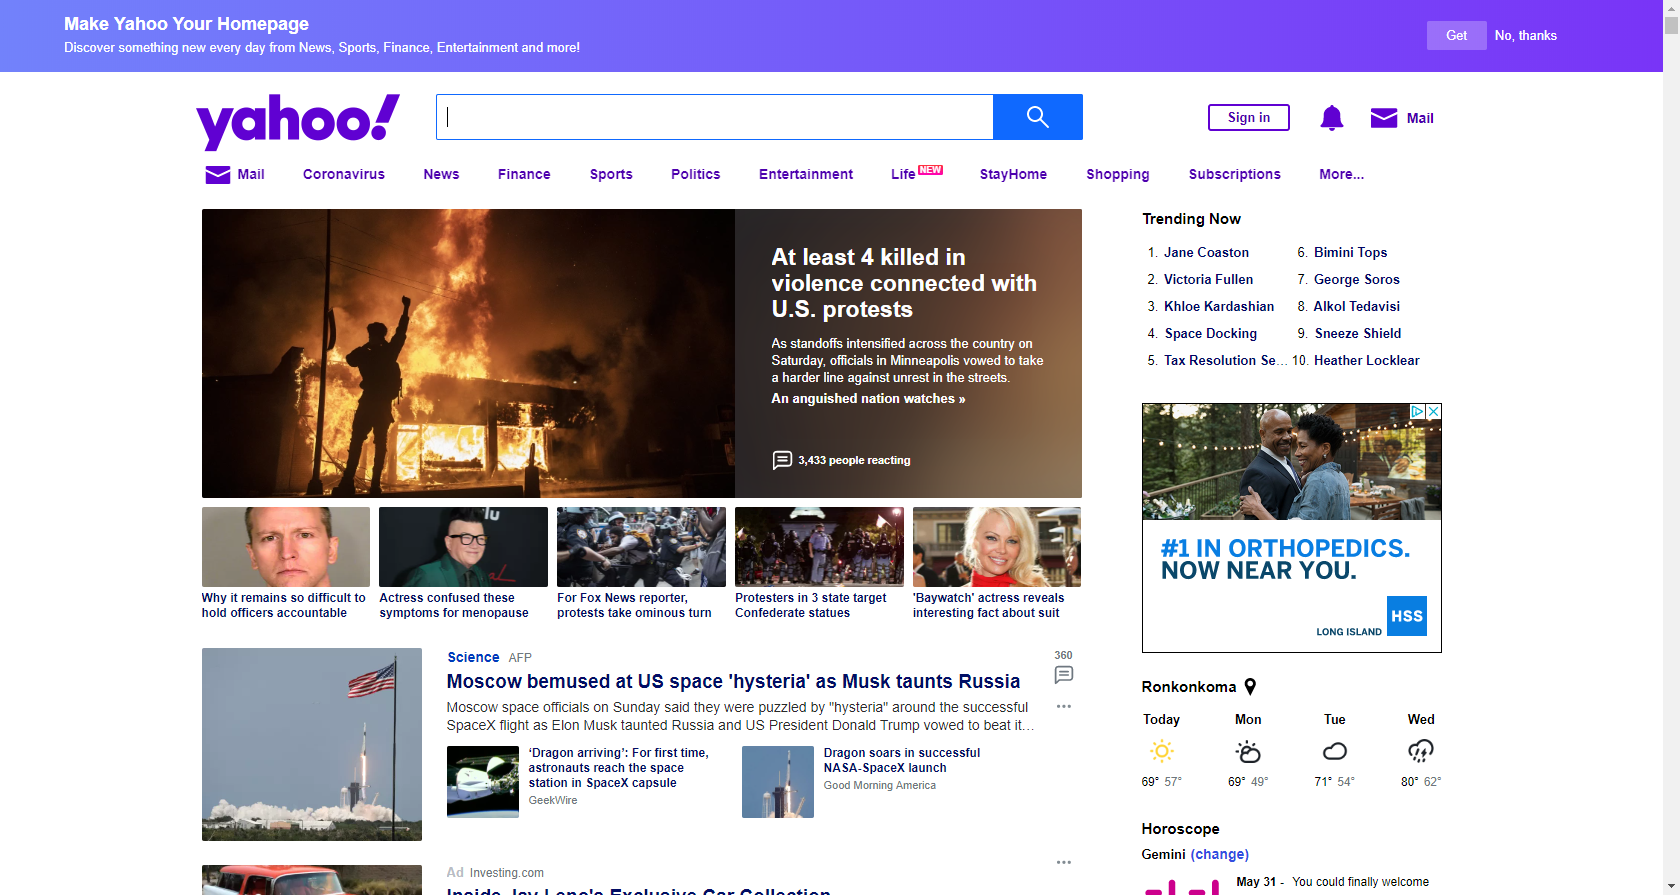 Make Yahoo Your Homepage
Discover something new every day from News, Sports, Finance, Entertainment and more!
Get
No, thanks
yahoo!
Sign in
Mail
Mail
Coronavirus
News
Finance
Sports
Politics
Entertainment
Life NEW
StayHome
Shopping
Subscriptions
More...
At least 4 killed in
violence connected with
U.S. protests
As standoffs intensified across the country on
Saturday, officials in Minneapolis vowed to take
a harder line against unrest in the streets.
An anguished nation watches »
3,433 people reacting
Why it remains so difficult to
hold officers accountable
Actress confused these
symptoms for menopause
For Fox News reporter,
protests take ominous turn
Protesters in 3 state target
Confederate statues
'Baywatch' actress reveals
interesting fact about suit
Science AFP
Moscow bemused at US space 'hysteria' as Musk taunts Russia
Moscow space officials on Sunday said they were puzzled by "hysteria" around the successful
SpaceX flight as Elon Musk taunted Russia and US President Donald Trump vowed to beat it...
360
‘Dragon arriving’: For first time,
astronauts reach the space
station in SpaceX capsule
GeekWire
Dragon soars in successful
NASA-SpaceX launch
Good Morning America
Ad Investing.com
Inside Jay Leno's Exclusive Car Collection
Trending Now
1. Jane Coaston
2. Victoria Fullen
3. Khloe Kardashian
4. Space Docking
5. Tax Resolution Se...
6. Bimini Tops
7. George Soros
8. Alkol Tedavisi
9. Sneeze Shield
10. Heather Locklear
#1 IN ORTHOPEDICS.
NOW NEAR YOU.
LONG ISLAND HSS
Ronkonkoma
Today Mon Tue Wed
69° 57° 69° 49° 71° 54° 80° 62°
Horoscope
Gemini (change)
May 31 - You could finally welcome